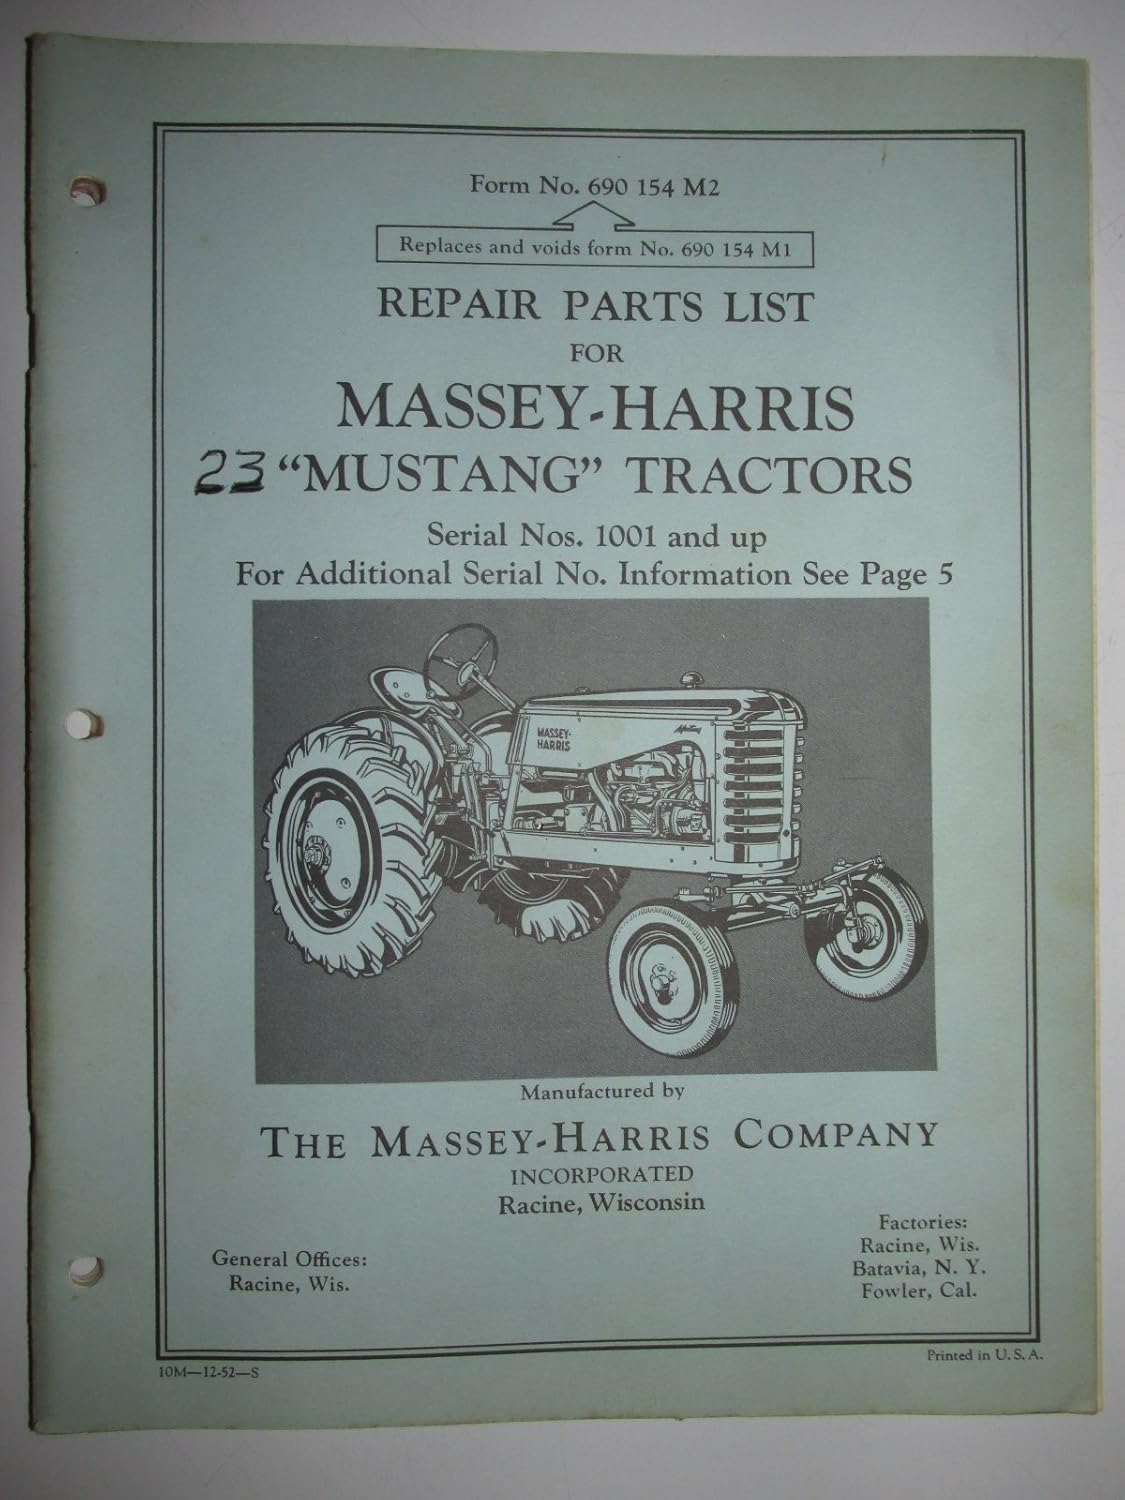 Form No. 690 154 M2
Replaces and voids form No. 690 154 M1
REPAIR PARTS LIST
FOR
MASSEY-HARRIS
23 “MUSTANG” TRACTORS
Serial Nos. 1001 and up
For Additional Serial No. Information See Page 5
MASSEY-
HARRIS
Mustang
Manufactured by
THE MASSEY-HARRIS COMPANY
INCORPORATED
Racine, Wisconsin
General Offices:
Racine, Wis.
Factories:
Racine, Wis.
Batavia, N. Y.
Fowler, Cal.
10M—12-52—S
Printed in U. S. A.